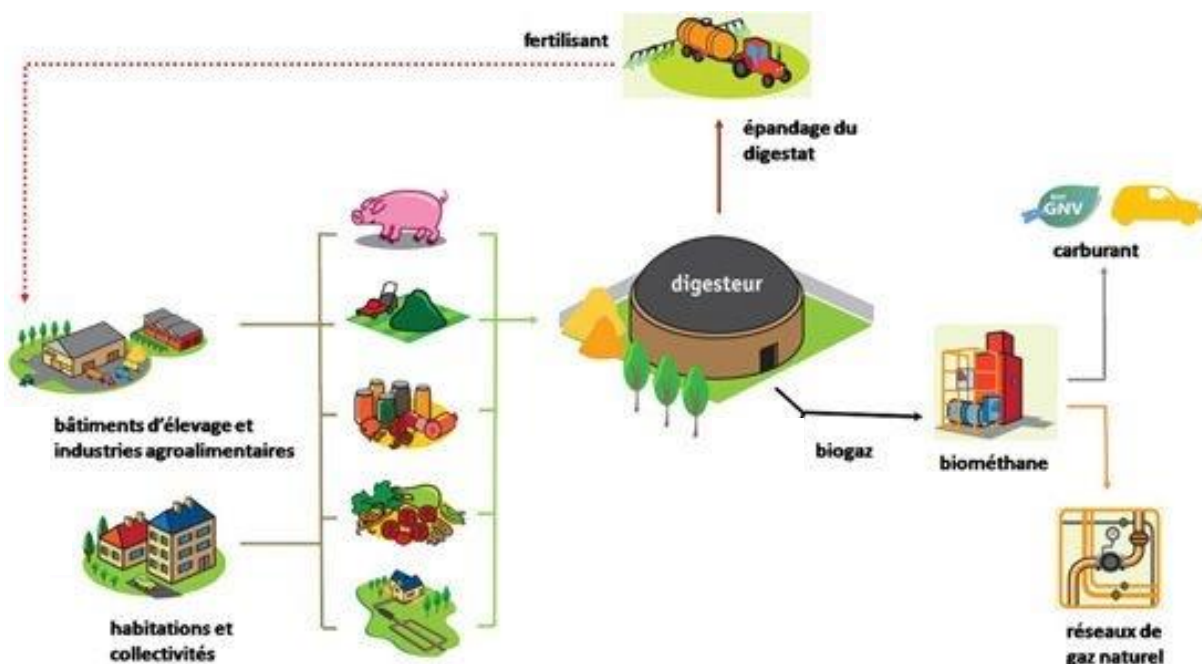 fertilisant
épandage du
digestat
GNV
carburant
digesteur
bâtiments d'élevage et
industries agroalimentaires
biogaz
biométhane
habitations et
collectivités
réseaux de
gaz naturel